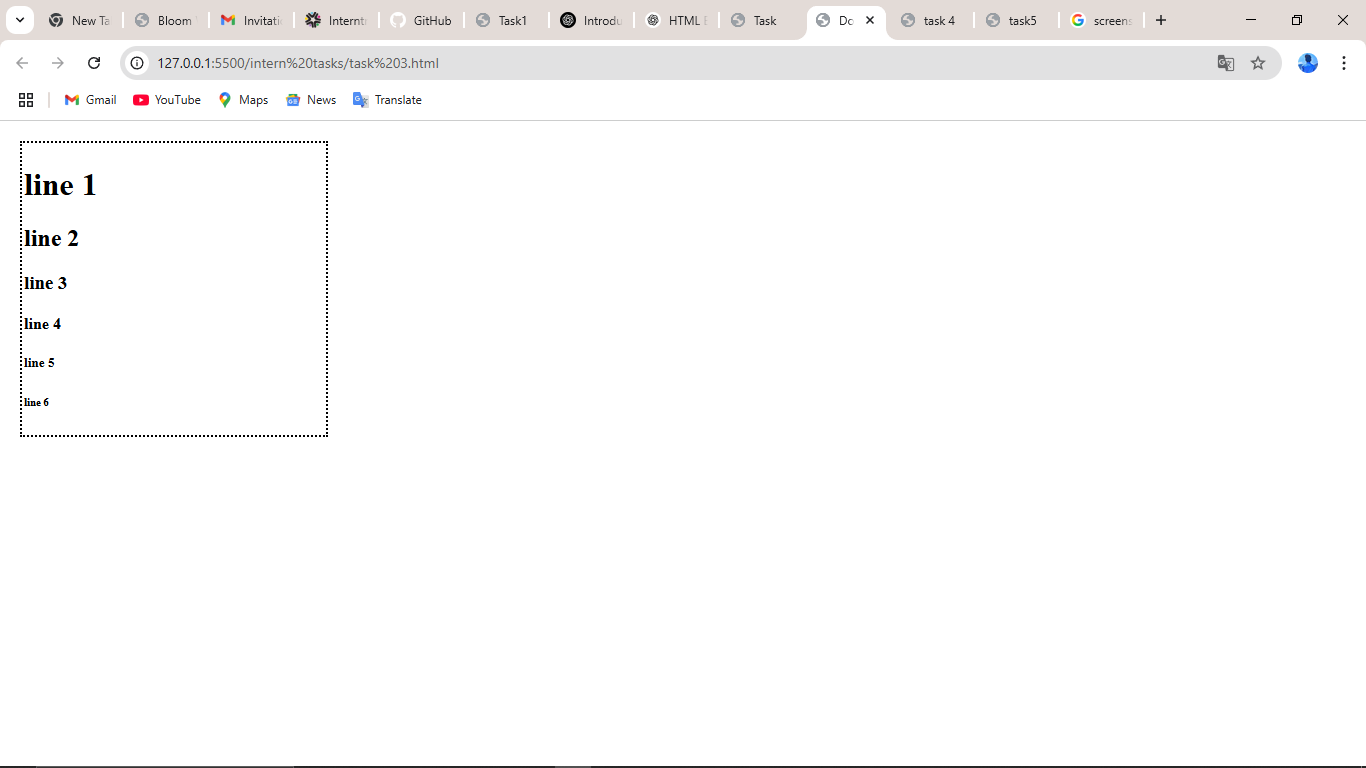 New Ta Bloom Invitati Interntr GitHub Task1 Introdu HTML E Task Do task 4 task5 screens
127.0.0.1:5500/intern%20tasks/task%203.html
Gmail YouTube Maps News Translate
line 1
line 2
line 3
line 4
line 5
line 6